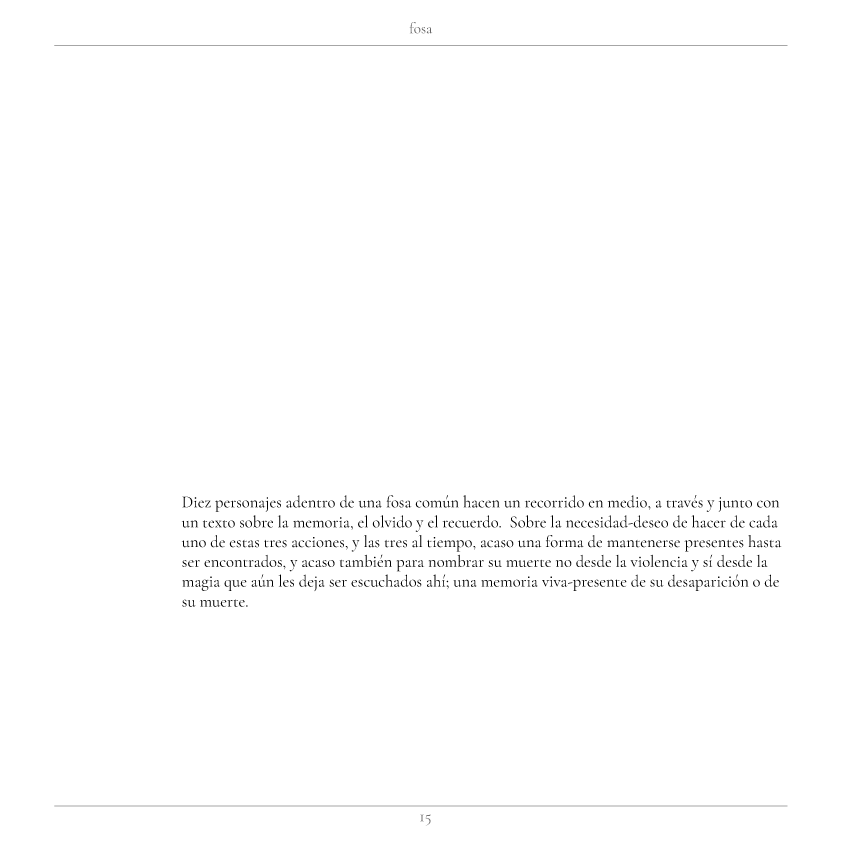 fosa
Diez personajes adentro de una fosa común hacen un recorrido en medio, a través y junto con
un texto sobre la memoria, el olvido y el recuerdo.  Sobre la necesidad-deseo de hacer de cada
uno de estas tres acciones, y las tres al tiempo, acaso una forma de mantenerse presentes hasta
ser encontrados, y acaso también para nombrar su muerte no desde la violencia y sí desde la
magia que aún les deja ser escuchados ahí; una memoria viva-presente de su desaparición o de
su muerte.
15